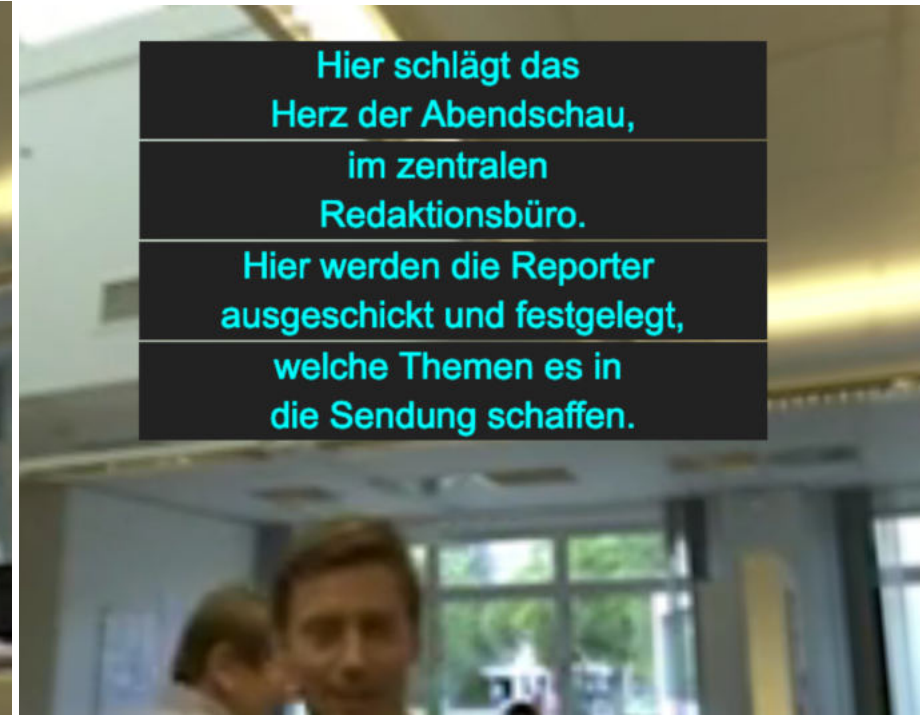 Hier schlägt das
Herz der Abendschau,
im zentralen
Redaktionsbüro.
Hier werden die Reporter
ausgeschickt und festgelegt,
welche Themen es in
die Sendung schaffen.